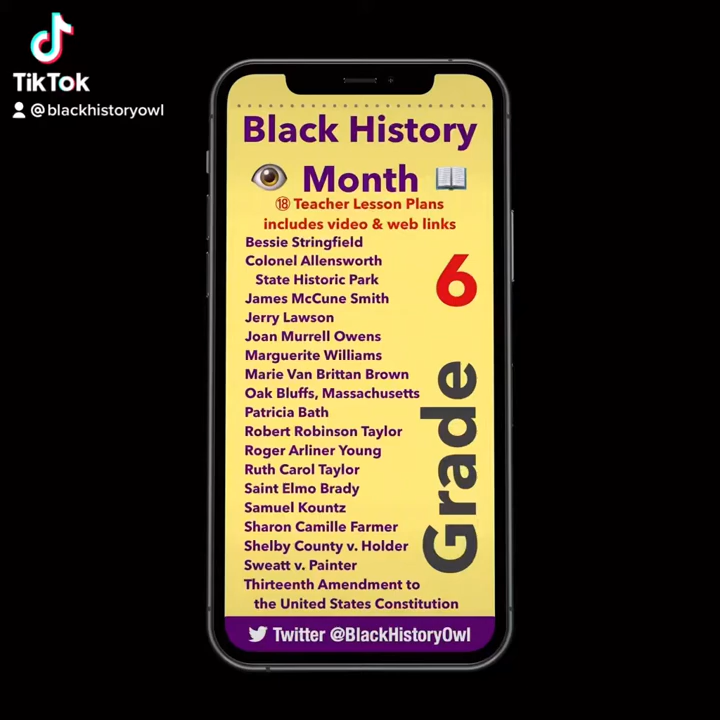 TikTok
@blackhistoryowl
Black History
Month
⑱ Teacher Lesson Plans
includes video & web links
Bessie Stringfield
Colonel Allensworth
State Historic Park
James McCune Smith
Jerry Lawson
Joan Murrell Owens
Marguerite Williams
Marie Van Brittan Brown
Oak Bluffs, Massachusetts
Patricia Bath
Robert Robinson Taylor
Roger Arliner Young
Ruth Carol Taylor
Saint Elmo Brady
Samuel Kountz
Sharon Camille Farmer
Shelby County v. Holder
Sweatt v. Painter
Thirteenth Amendment to
the United States Constitution
Grade 6
Twitter @BlackHistoryOwl